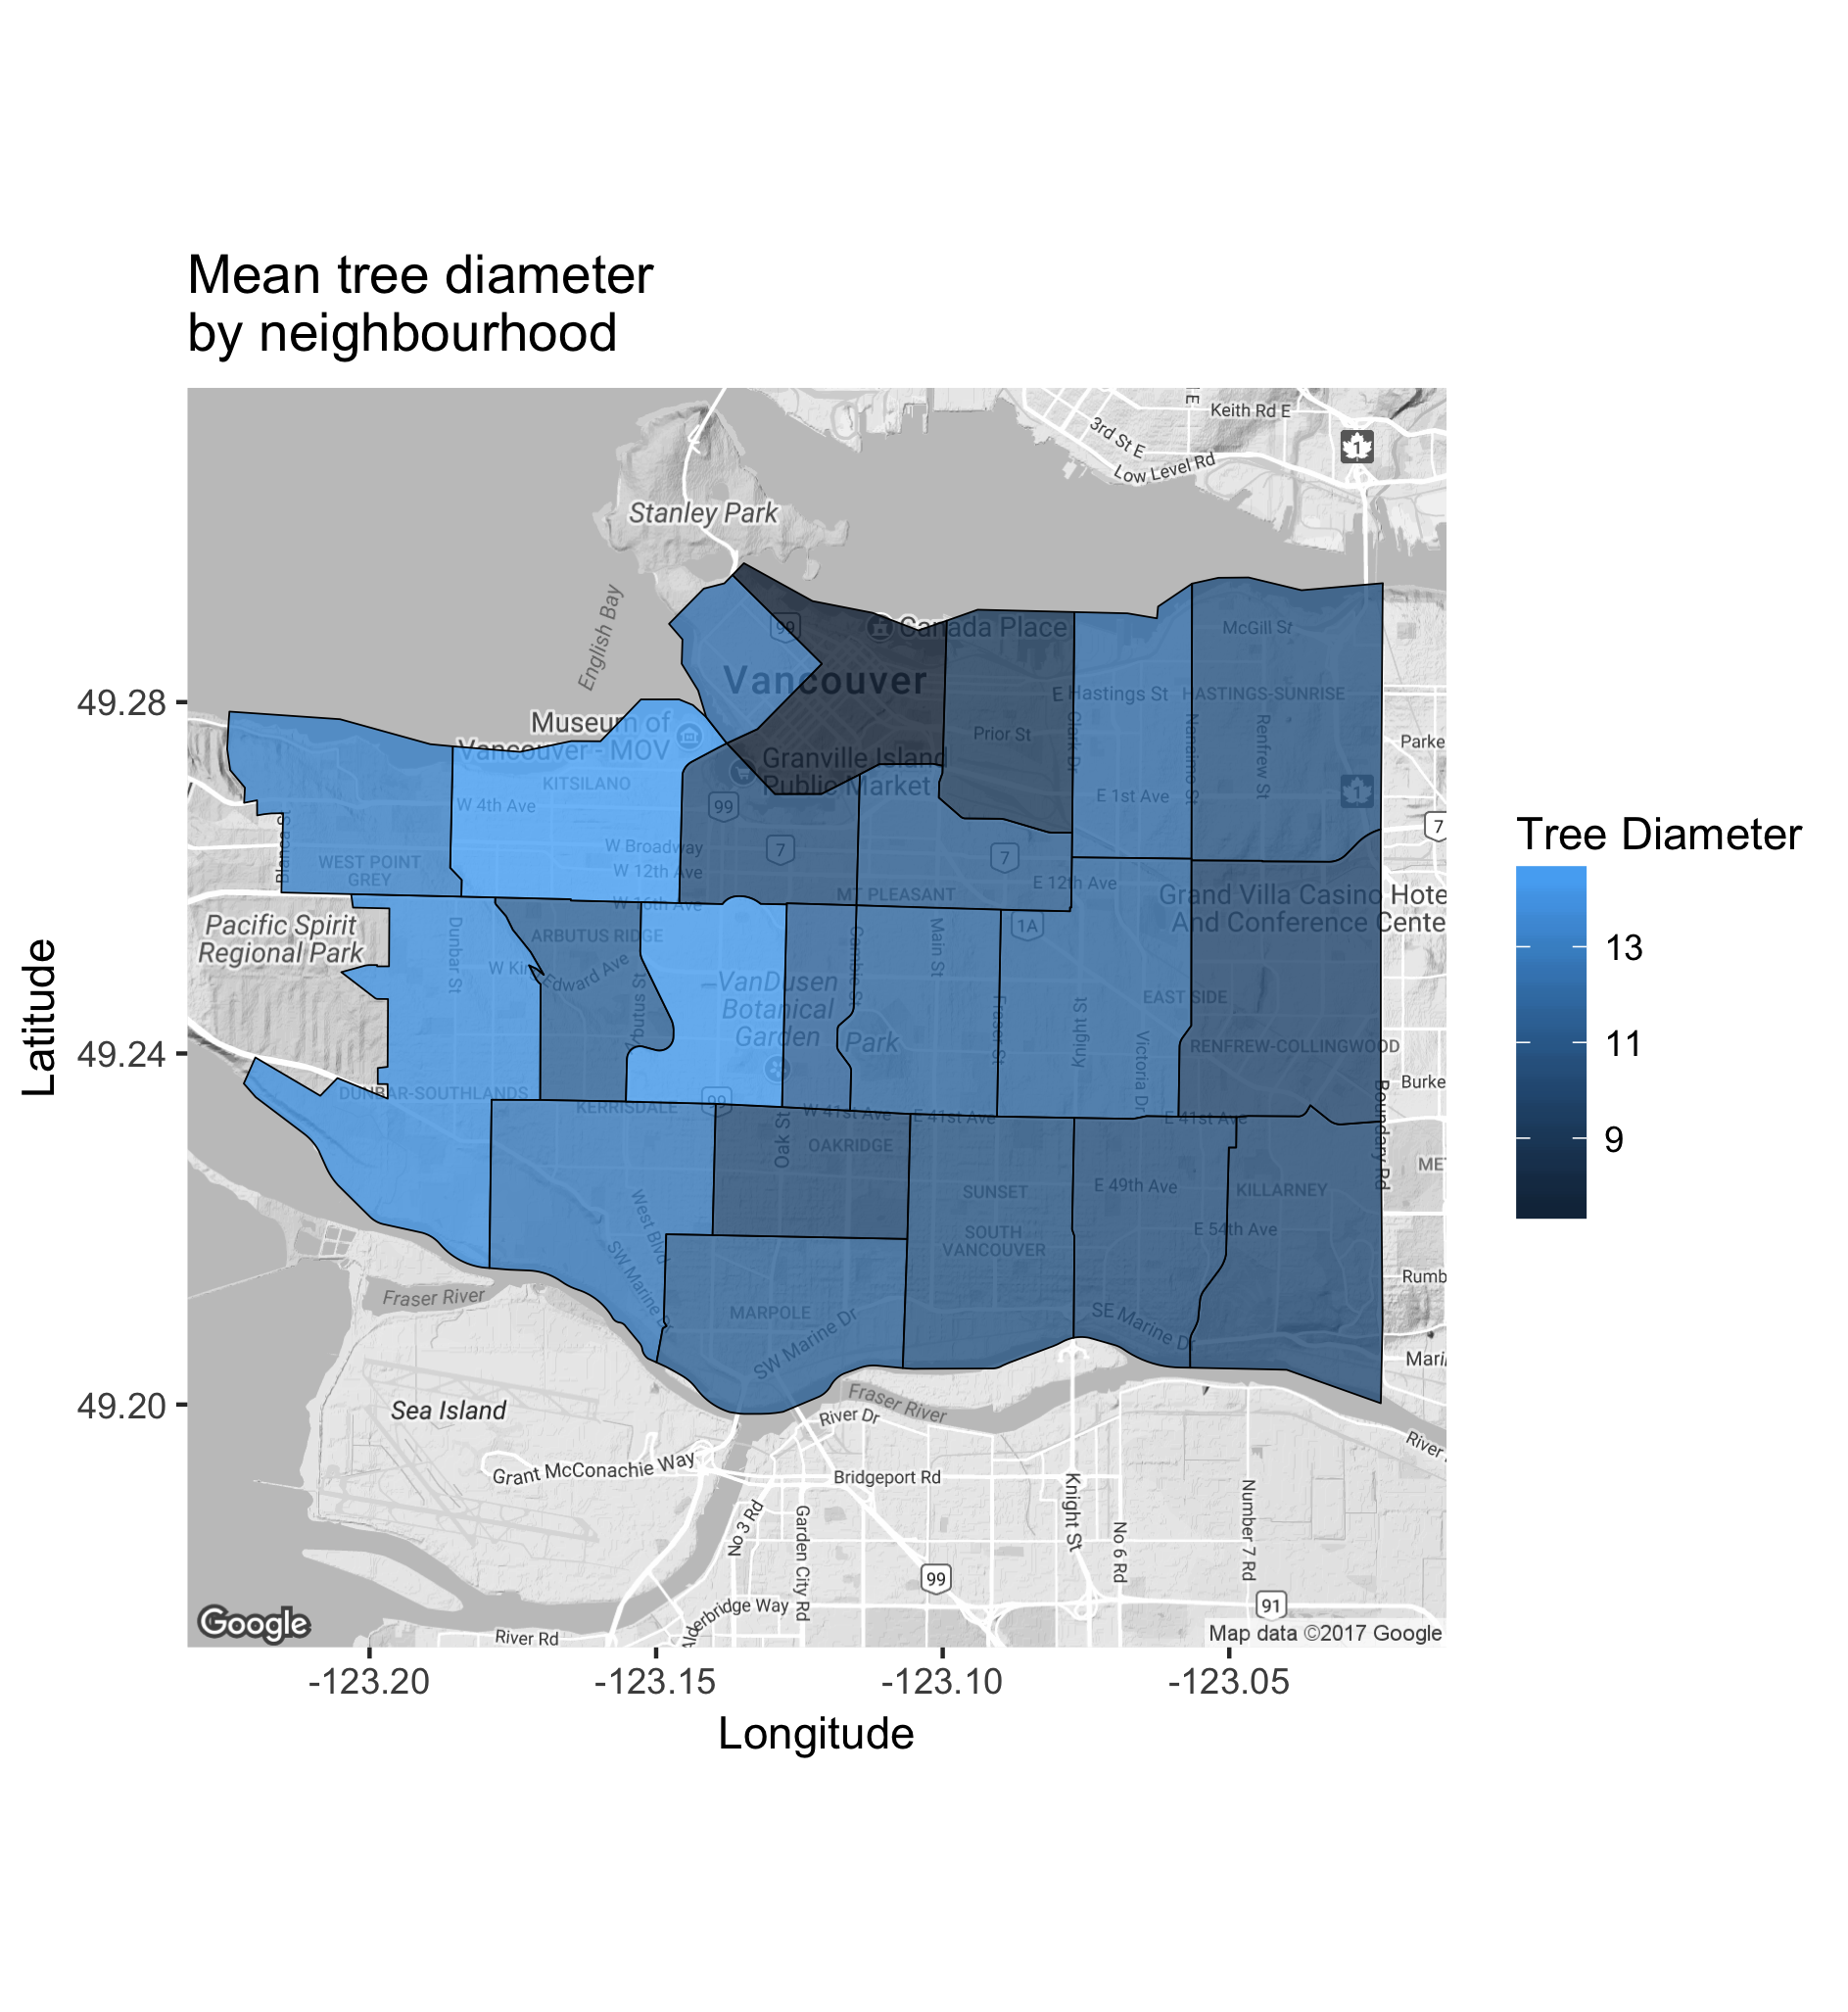 Mean tree diameter
by neighbourhood
Keith Rd E
3rd St E
1
Low Level Rd
Stanley Park
English Bay
99
Canada Place
McGill St
Vancouver
E Hastings St
HASTINGS-SUNRISE
49.28
Museum of
Vancouver - MOV
Prior St
Clark Dr
Nanaimo St
Renfrew St
Parke
Granville Island
Public Market
KITSILANO
W 4th Ave
99
E 1st Ave
1
7
Blanca St
WEST POINT
GREY
W Broadway
W 12th Ave
7
7
MT PLEASANT
E 12th Ave
Grand Villa Casino Hote
And Conference Cente
W 16th Ave
Pacific Spirit
Regional Park
Dunbar St
ARBUTUS RIDGE
W King Edward Ave
Arbutus St
VanDusen
Botanical
Garden
Cambie St
Park
Main St
1A
Fraser St
Knight St
Victoria Dr
EAST SIDE
RENFREW-COLLINGWOOD
49.24
Burke
Boundary Rd
DUNBAR-SOUTHLANDS
KERRISDALE
99
W 41st Ave
E 41st Ave
E 41st Ave
Oak St
OAKRIDGE
MET
West Blvd
SW Marine Dr
SUNSET
E 49th Ave
KILLARNEY
SOUTH
VANCOUVER
E 54th Ave
Rumb
Fraser River
MARPOLE
SW Marine Dr
SE Marine Dr
Mari
49.20
Sea Island
Fraser River
River Dr
River
Grant McConachie Way
Bridgeport Rd
No 3 Rd
Garden City Rd
Knight St
No 6 Rd
Number 7 Rd
99
91
Alderbridge Way
River Rd
Google
Map data ©2017 Google
-123.20
-123.15
-123.10
-123.05
Longitude
Latitude
Tree Diameter
13
11
9